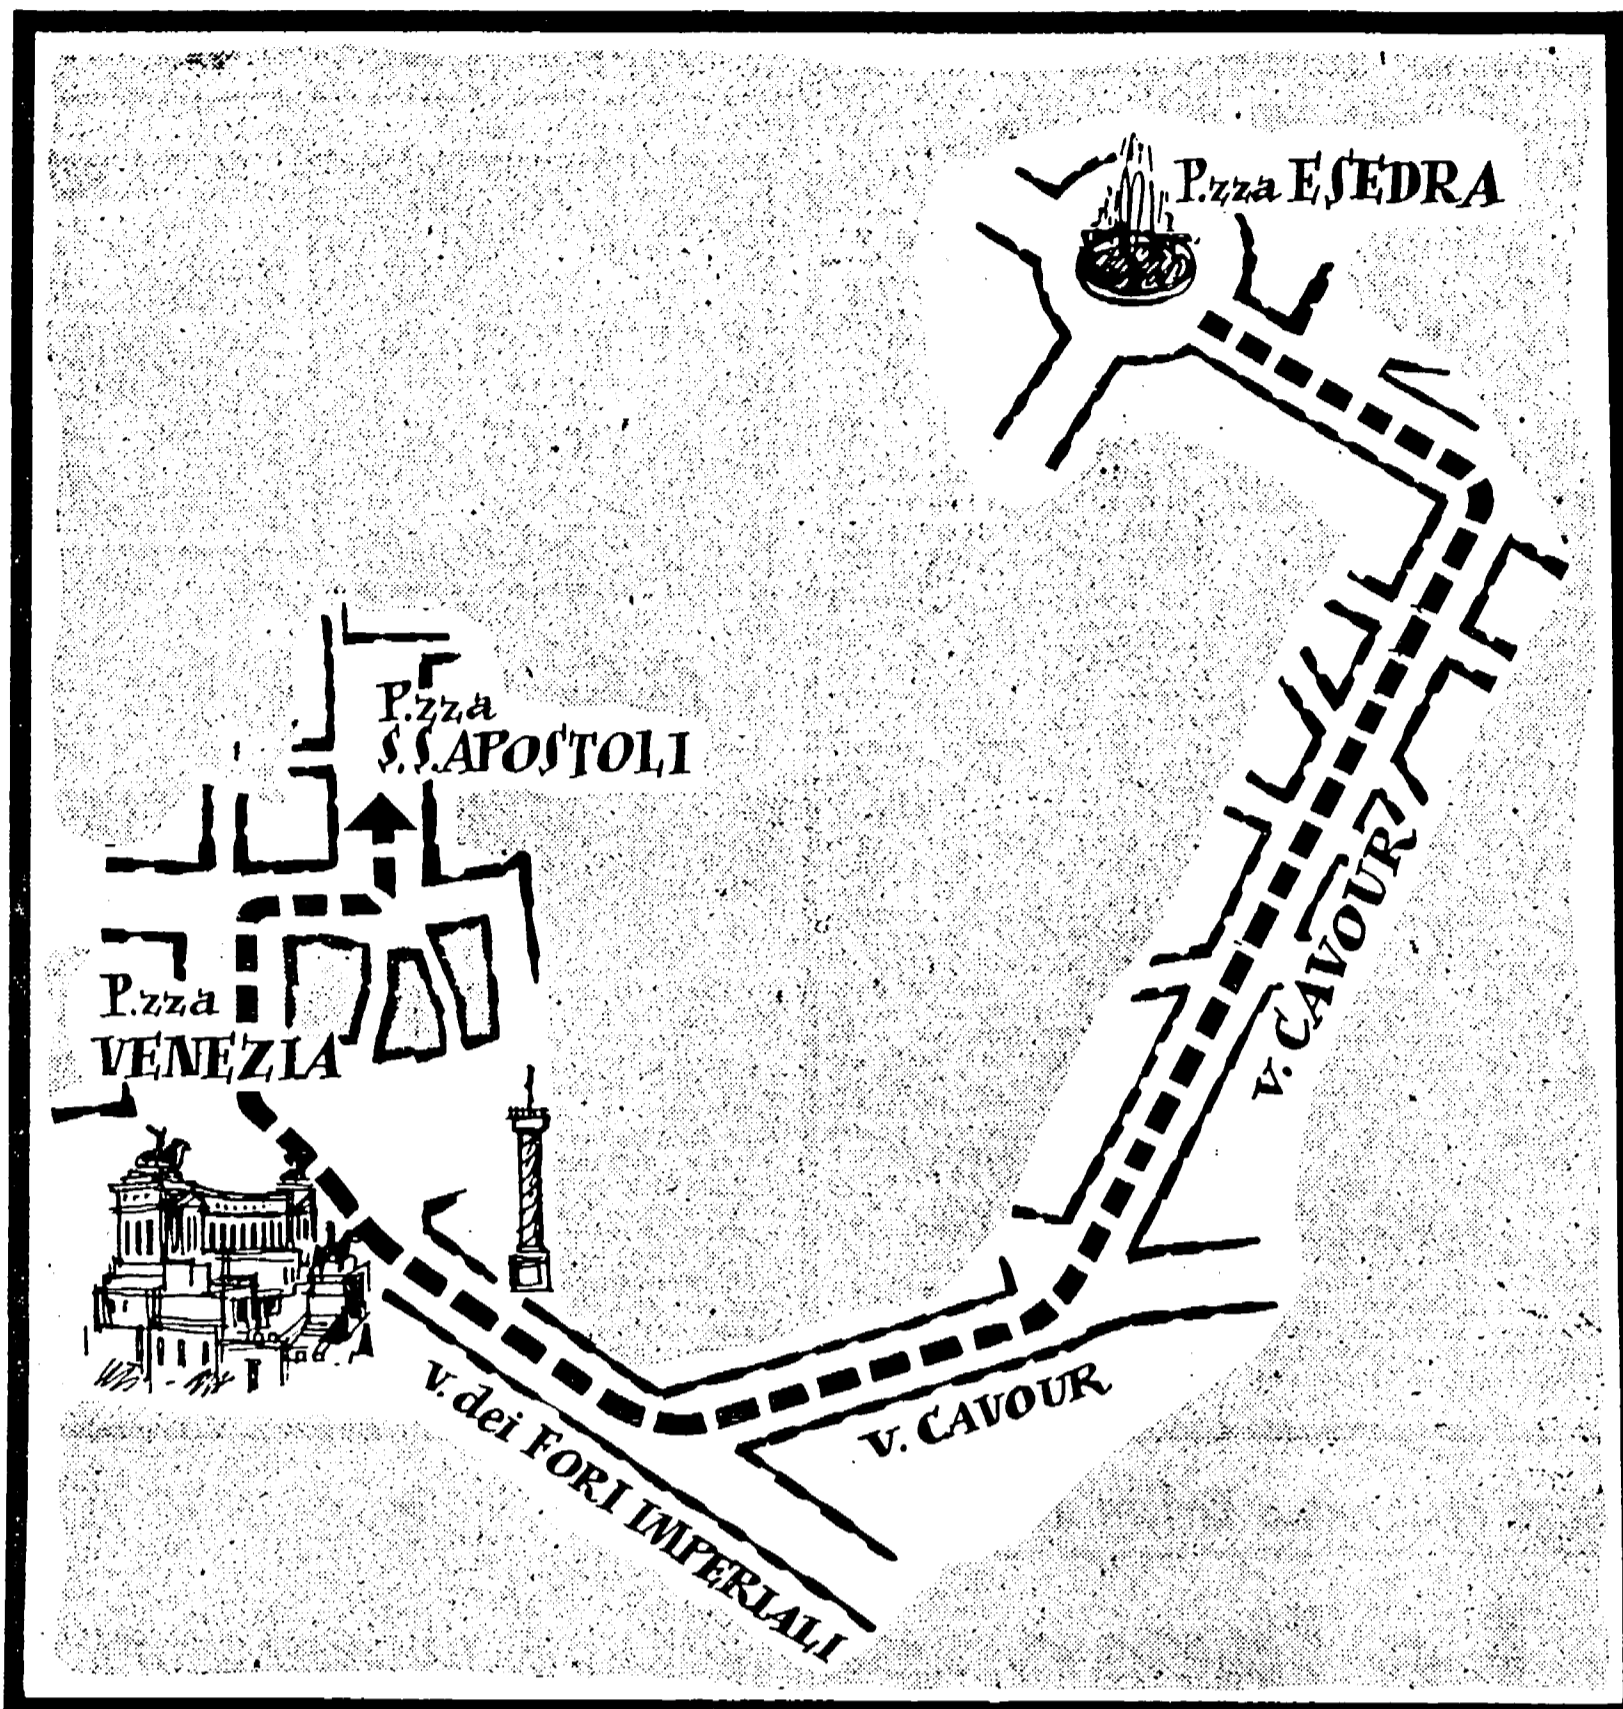 P.zza ESEDRA
P.zza
S.S. APOSTOLI
P.zza
VENEZIA
v. CAVOUR
v. CAVOUR
v. dei FORI IMPERIALI